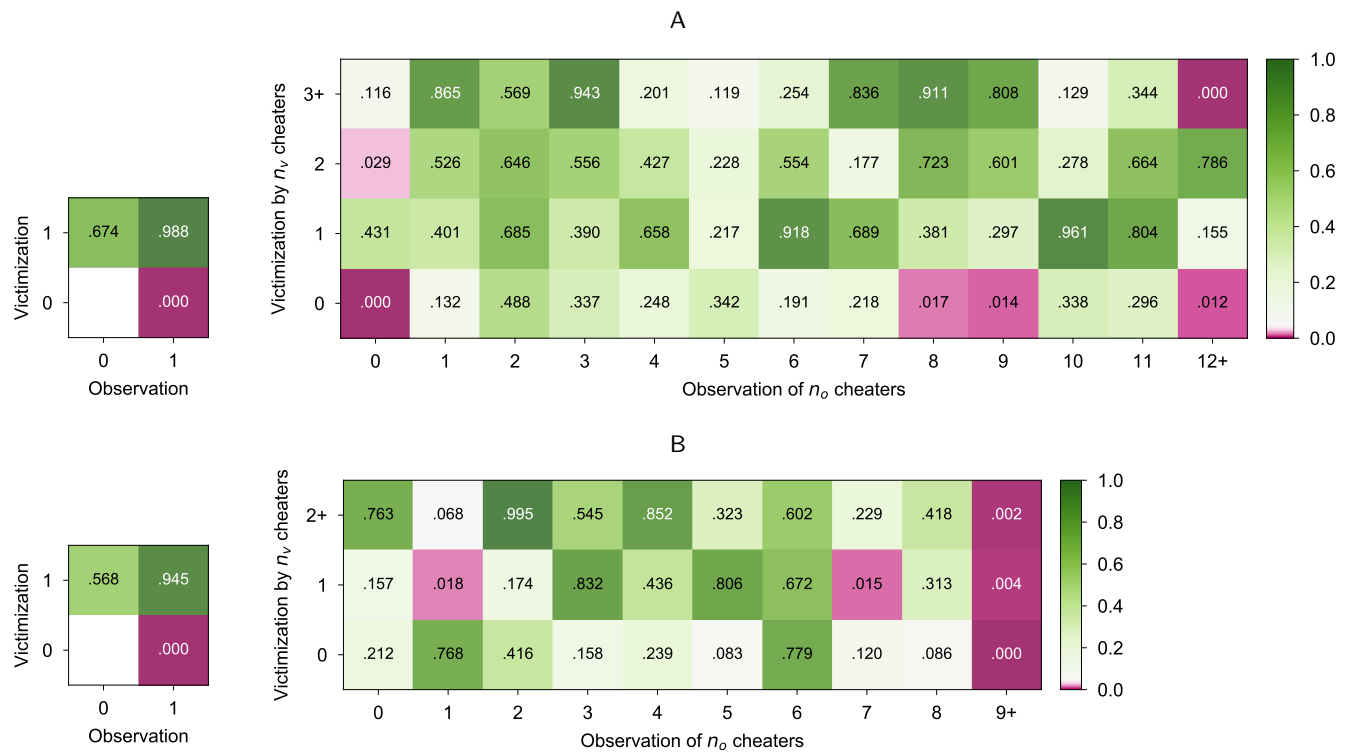 A
3+ .116 .865 .569 .943 .201 .119 .254 .836 .911 .808 .129 .344 .000
2 .029 .526 .646 .556 .427 .228 .554 .177 .723 .601 .278 .664 .786
1 .431 .401 .685 .390 .658 .217 .918 .689 .381 .297 .961 .804 .155
0 .000 .132 .488 .337 .248 .342 .191 .218 .017 .014 .338 .296 .012
0 1 2 3 4 5 6 7 8 9 10 11 12+
Observation of nₒ cheaters
Victimization by nᵥ cheaters
1.0
0.8
0.6
0.4
0.2
0.0
Victimization
1 .674 .988
0 .000
0 1
Observation
B
2+ .763 .068 .995 .545 .852 .323 .602 .229 .418 .002
1 .157 .018 .174 .832 .436 .806 .672 .015 .313 .004
0 .212 .768 .416 .158 .239 .083 .779 .120 .086 .000
0 1 2 3 4 5 6 7 8 9+
Observation of nₒ cheaters
Victimization by nᵥ cheaters
1.0
0.8
0.6
0.4
0.2
0.0
Victimization
1 .568 .945
0 .000
0 1
Observation